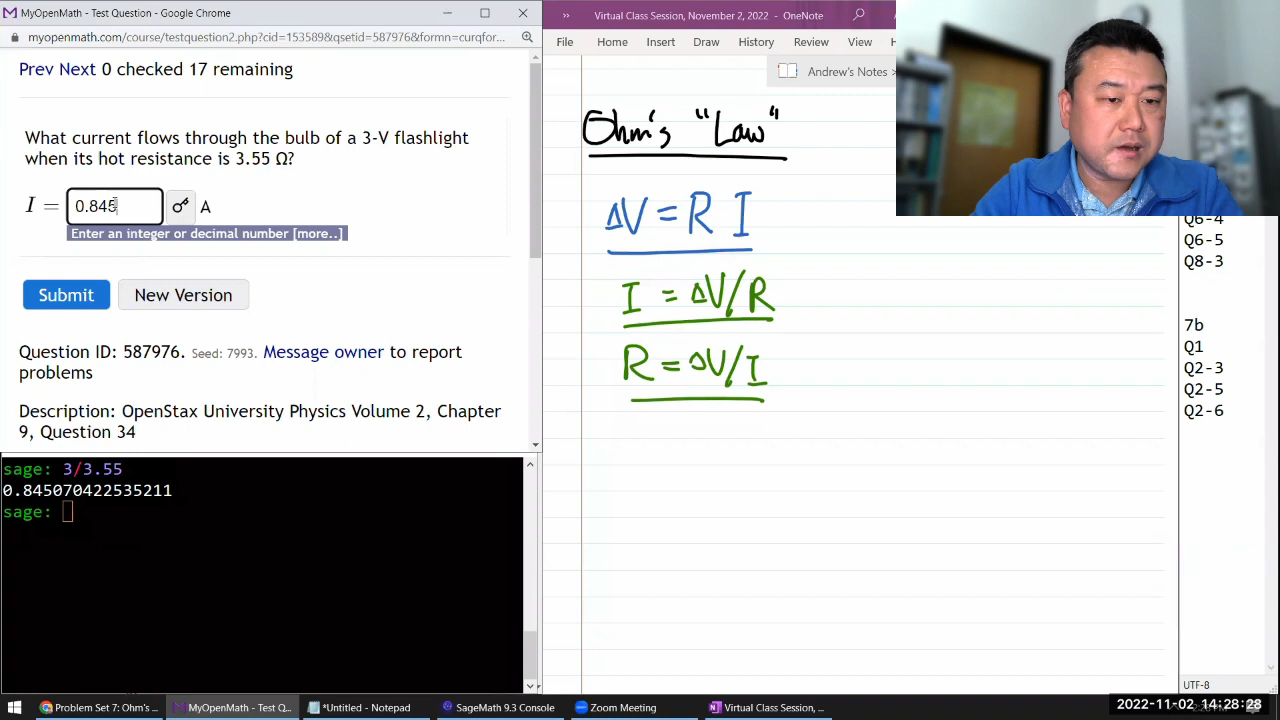 MyOpenMath - Test Question - Google Chrome
myopenmath.com/course/testquestion2.php?cid=153589&qsetid=587976&formn=curqfor...
Prev Next 0 checked 17 remaining
What current flows through the bulb of a 3-V flashlight
when its hot resistance is 3.55 Ω?
I = 0.845 A
Enter an integer or decimal number [more..]
Submit
New Version
Question ID: 587976. Seed: 7993. Message owner to report
problems
Description: OpenStax University Physics Volume 2, Chapter
9, Question 34
sage: 3/3.55
0.845070422535211
sage:
Virtual Class Session, November 2, 2022 - OneNote
File Home Insert Draw History Review View
Andrew's Notes >
Ohm's "Law"
ΔV = R I
I = ΔV/R
R = ΔV/I
Q6-4
Q6-5
Q8-3
7b
Q1
Q2-3
Q2-5
Q2-6
UTF-8
Problem Set 7: Ohm's ...
MyOpenMath - Test Q...
*Untitled - Notepad
SageMath 9.3 Console
Zoom Meeting
Virtual Class Session, ...
2022-11-02 14:28:28